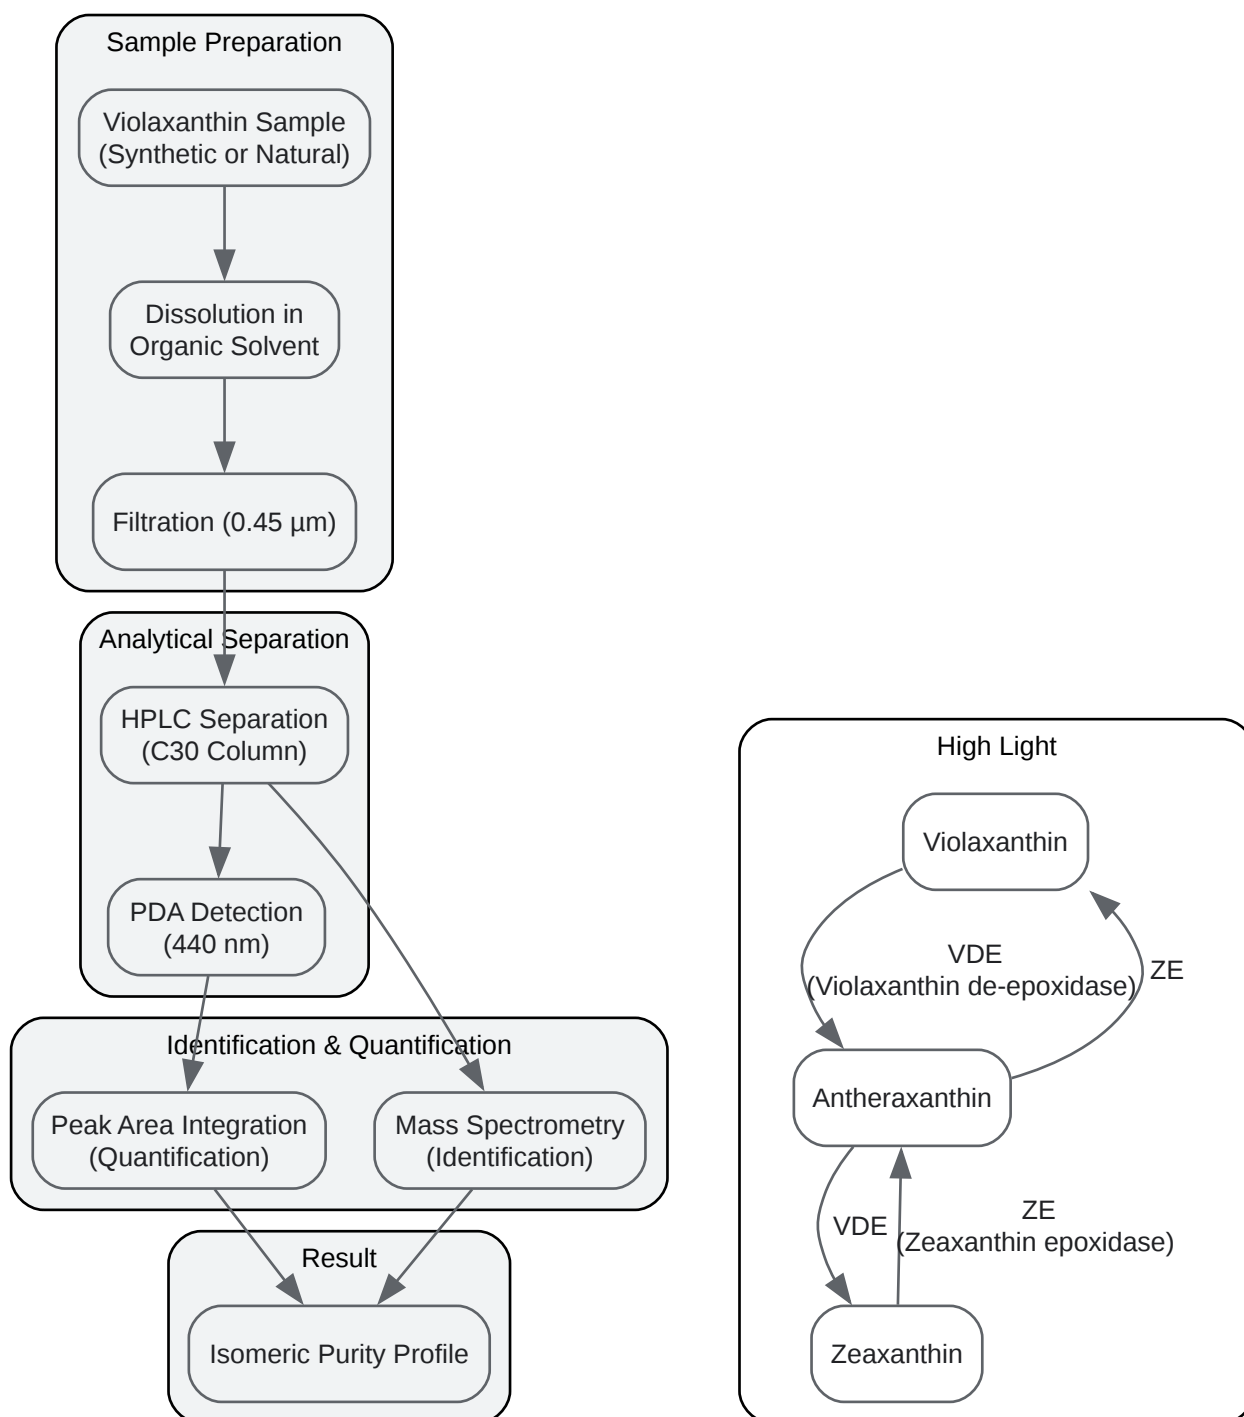 Sample Preparation
Violaxanthin Sample
(Synthetic or Natural)
Dissolution in
Organic Solvent
Filtration (0.45 µm)
Analytical Separation
HPLC Separation
(C30 Column)
PDA Detection
(440 nm)
Identification & Quantification
Peak Area Integration
(Quantification)
Mass Spectrometry
(Identification)
Result
Isomeric Purity Profile
High Light
Violaxanthin
VDE
(Violaxanthin de-epoxidase)
ZE
Antheraxanthin
VDE
ZE
(Zeaxanthin epoxidase)
Zeaxanthin